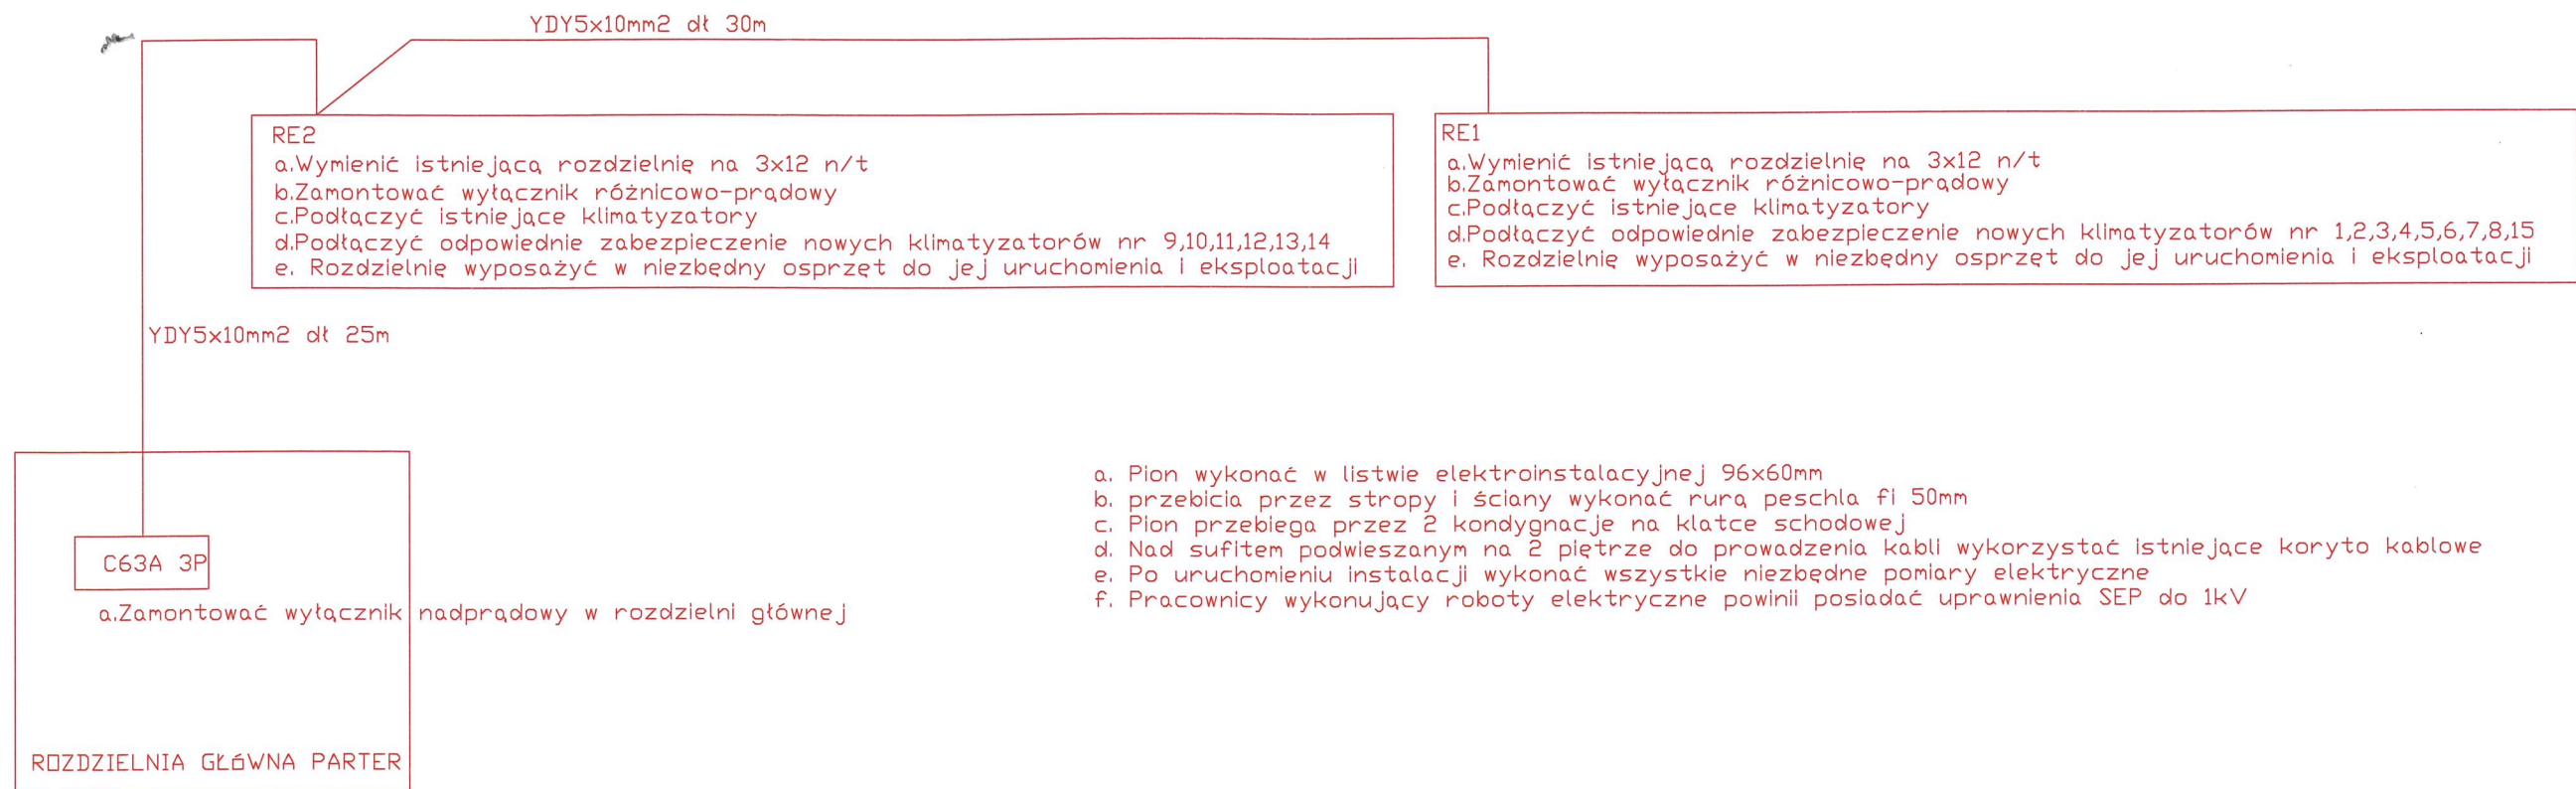 YDY5x10mm2 dł 30m
RE2
a.Wymienić istniejącą rozdzielnię na 3x12 n/t
b.Zamontować wyłącznik różnicowo-prądowy
c.Podłączyć istniejące klimatyzatory
d.Podłączyć odpowiednie zabezpieczenie nowych klimatyzatorów nr 9,10,11,12,13,14
e. Rozdzielnię wyposażyć w niezbędny osprzęt do jej uruchomienia i eksploatacji
RE1
a.Wymienić istniejącą rozdzielnię na 3x12 n/t
b.Zamontować wyłącznik różnicowo-prądowy
c.Podłączyć istniejące klimatyzatory
d.Podłączyć odpowiednie zabezpieczenie nowych klimatyzatorów nr 1,2,3,4,5,6,7,8,15
e. Rozdzielnię wyposażyć w niezbędny osprzęt do jej uruchomienia i eksploatacji
YDY5x10mm2 dł 25m
C63A 3P
a.Zamontować wyłącznik nadprądowy w rozdzielni głównej
ROZDZIELNIA GŁóWNA PARTER
a. Pion wykonać w listwie elektroinstalacyjnej 96x60mm
b. przebicia przez stropy i ściany wykonać rurą peschla fi 50mm
c. Pion przebiega przez 2 kondygnacje na klatce schodowej
d. Nad sufitem podwieszanym na 2 piętrze do prowadzenia kabli wykorzystać istniejące koryto kablowe
e. Po uruchomieniu instalacji wykonać wszystkie niezbędne pomiary elektryczne
f. Pracownicy wykonujący roboty elektryczne powinii posiadać uprawnienia SEP do 1kV